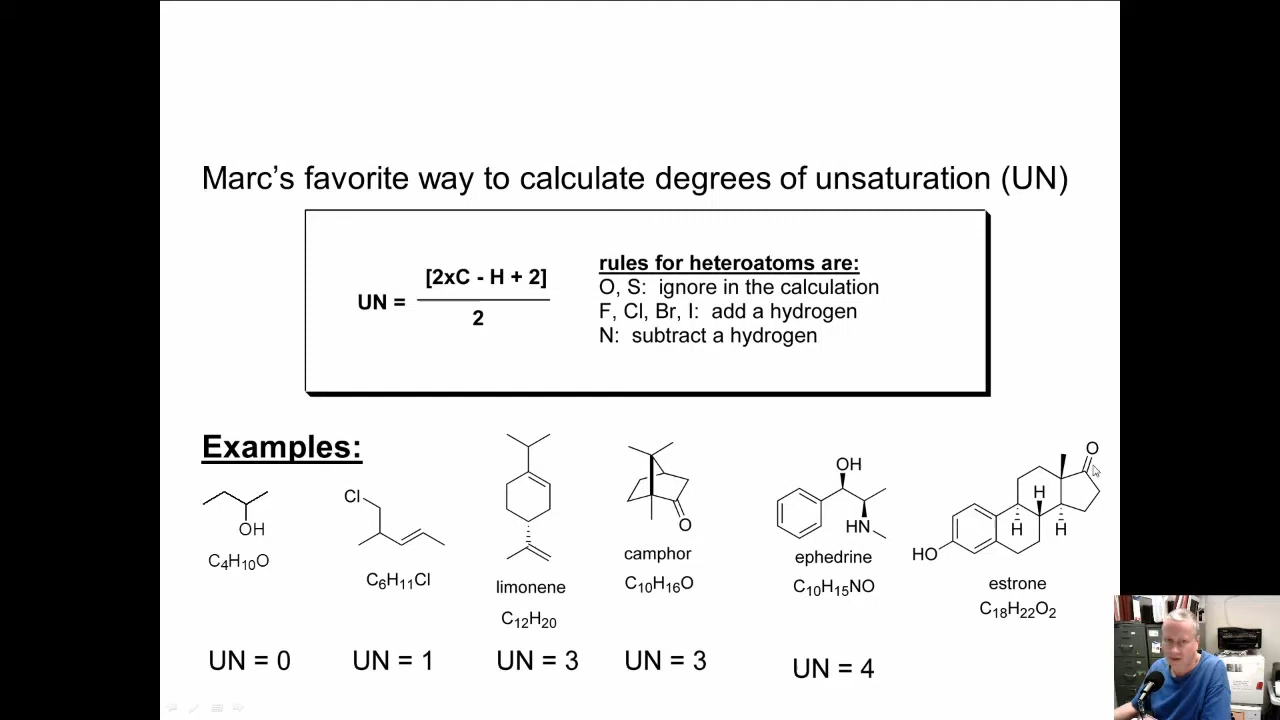 Marc's favorite way to calculate degrees of unsaturation (UN)
UN = [2xC - H + 2]
2
rules for heteroatoms are:
O, S: ignore in the calculation
F, Cl, Br, I: add a hydrogen
N: subtract a hydrogen
Examples:
OH
C₄H₁₀O
UN = 0
Cl
C₆H₁₁Cl
UN = 1
limonene
C₁₂H₂₀
UN = 3
O
camphor
C₁₀H₁₆O
UN = 3
OH
HN
ephedrine
C₁₀H₁₅NO
UN = 4
O
H
H
H
HO
estrone
C₁₈H₂₂O₂